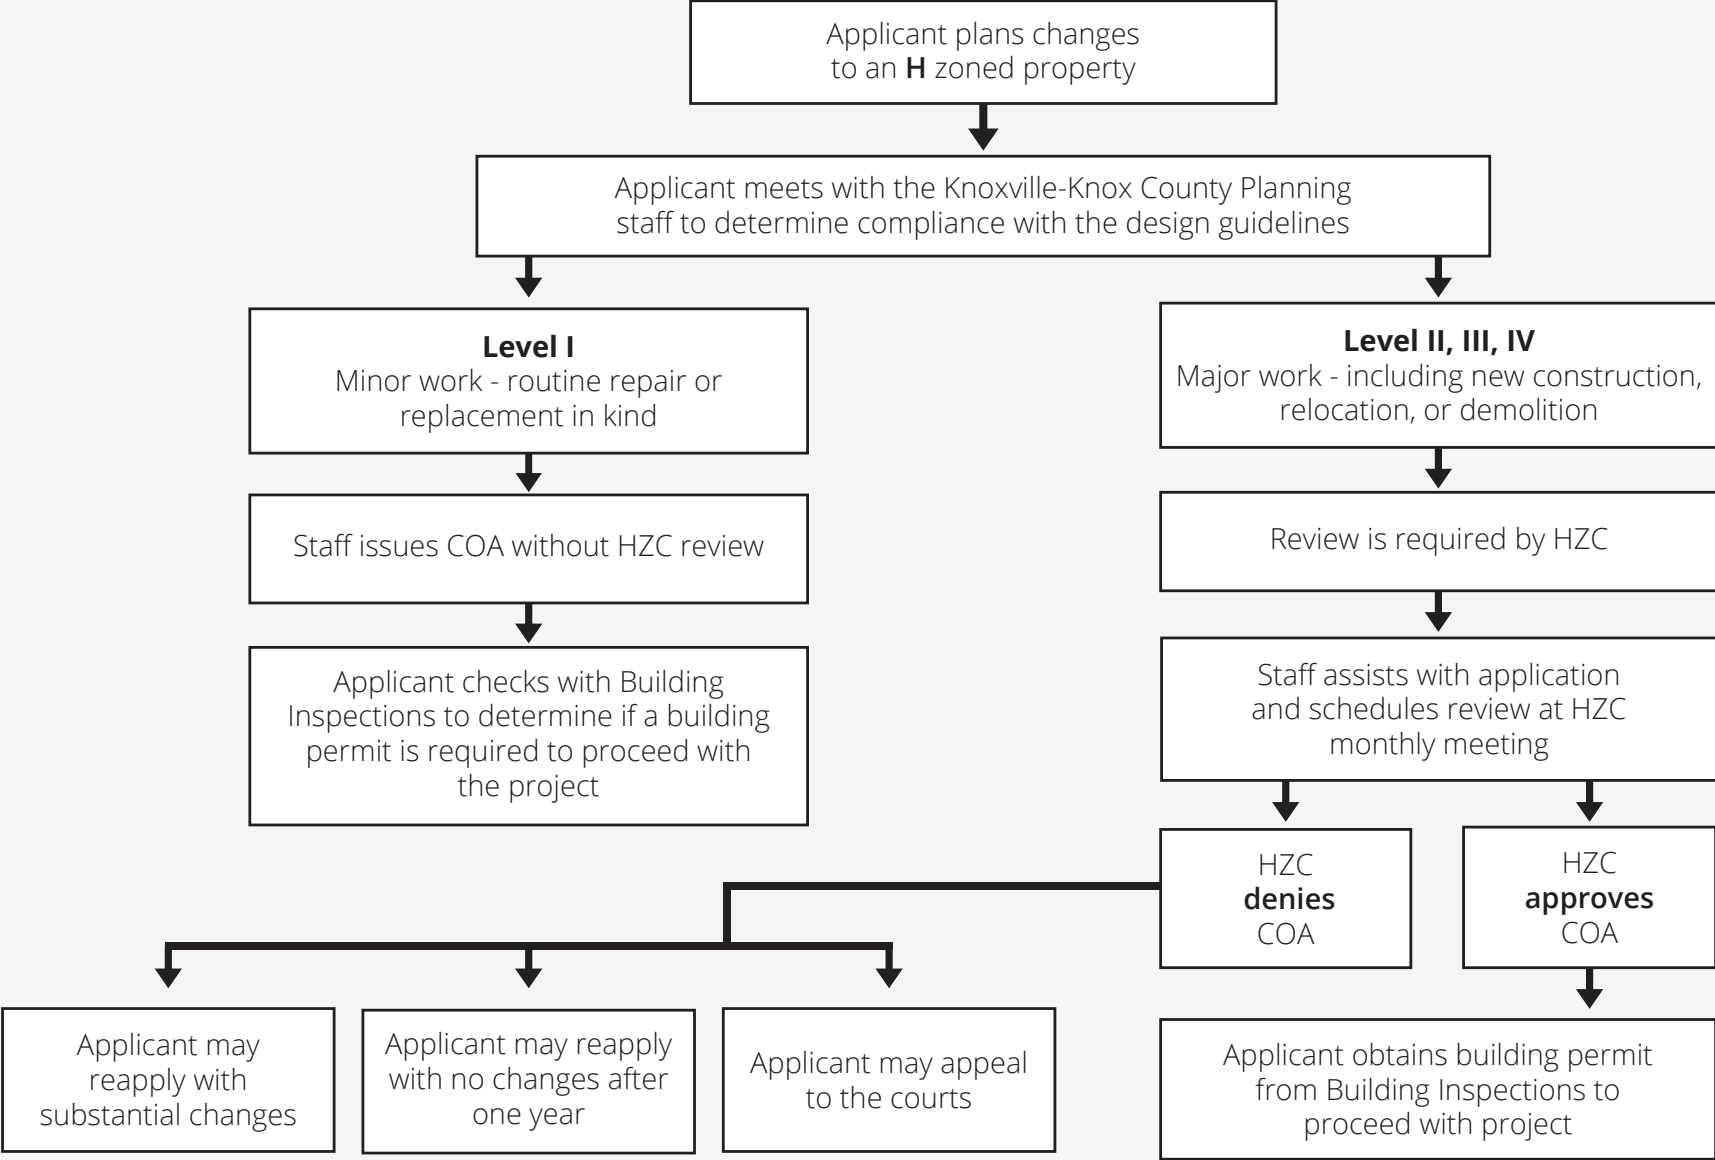 Applicant plans changes
to an H zoned property
Applicant meets with the Knoxville-Knox County Planning
staff to determine compliance with the design guidelines
Level I
Minor work - routine repair or
replacement in kind
Level II, III, IV
Major work - including new construction,
relocation, or demolition
Staff issues COA without HZC review
Review is required by HZC
Applicant checks with Building
Inspections to determine if a building
permit is required to proceed with
the project
Staff assists with application
and schedules review at HZC
monthly meeting
HZC
denies
COA
HZC
approves
COA
Applicant may
reapply with
substantial changes
Applicant may reapply
with no changes after
one year
Applicant may appeal
to the courts
Applicant obtains building permit
from Building Inspections to
proceed with project